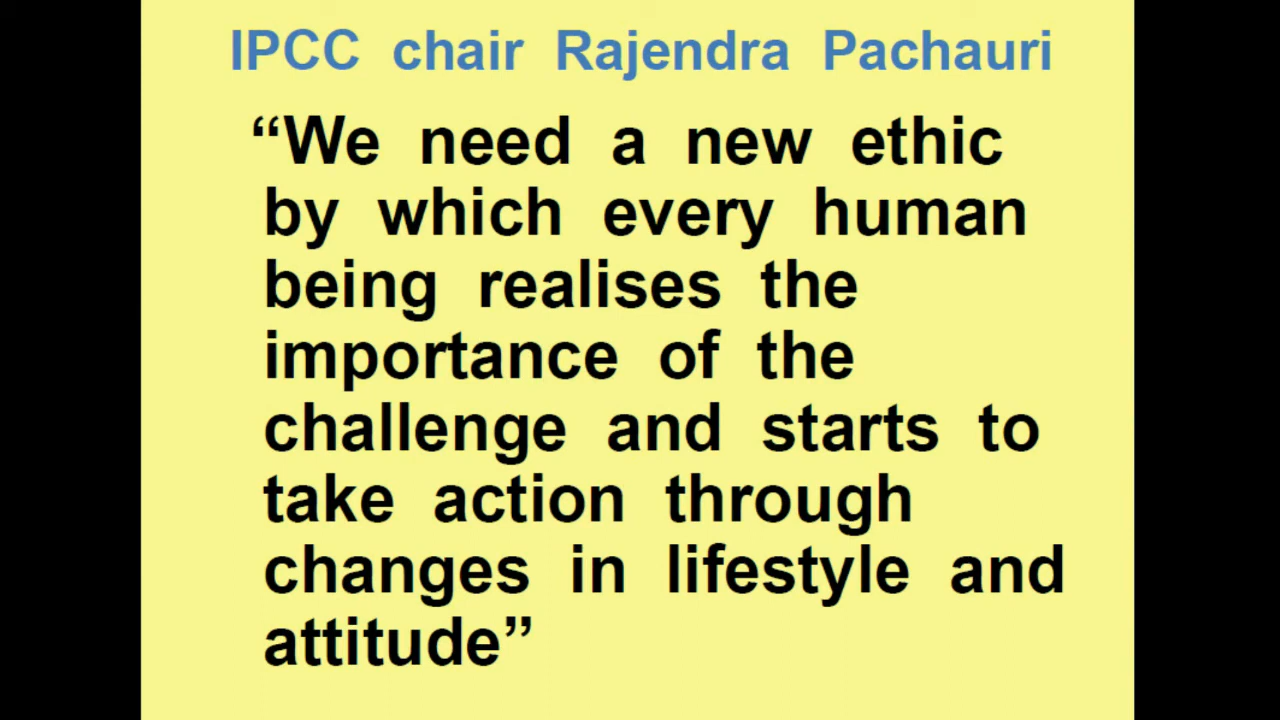 IPCC chair Rajendra Pachauri
“We need a new ethic
by which every human
being realises the
importance of the
challenge and starts to
take action through
changes in lifestyle and
attitude”